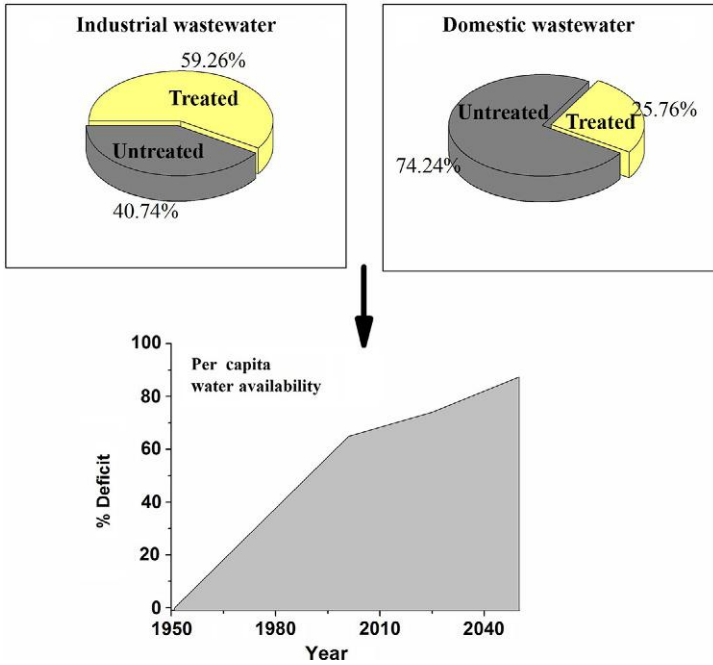 Industrial wastewater
59.26%
Treated
Untreated
40.74%
Domestic wastewater
Untreated
25.76%
Treated
74.24%
100
Per capita
water availability
80
60
40
20
0
% Deficit
1950 1980 2010 2040
Year